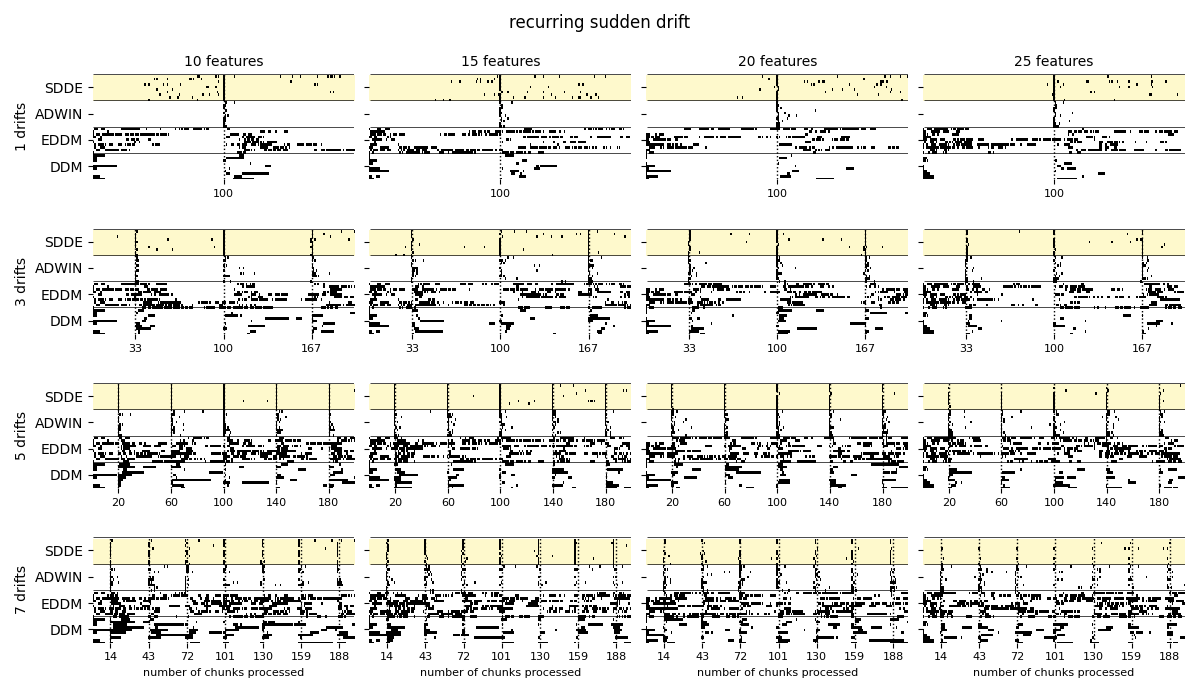 recurring sudden drift
10 features 15 features 20 features 25 features
1 drifts
SDDE
ADWIN
EDDM
DDM
100 100 100 100
3 drifts
SDDE
ADWIN
EDDM
DDM
33 100 167 33 100 167 33 100 167 33 100 167
5 drifts
SDDE
ADWIN
EDDM
DDM
20 60 100 140 180 20 60 100 140 180 20 60 100 140 180 20 60 100 140 180
7 drifts
SDDE
ADWIN
EDDM
DDM
14 43 72 101 130 159 188 14 43 72 101 130 159 188 14 43 72 101 130 159 188 14 43 72 101 130 159 188
number of chunks processed number of chunks processed number of chunks processed number of chunks processed